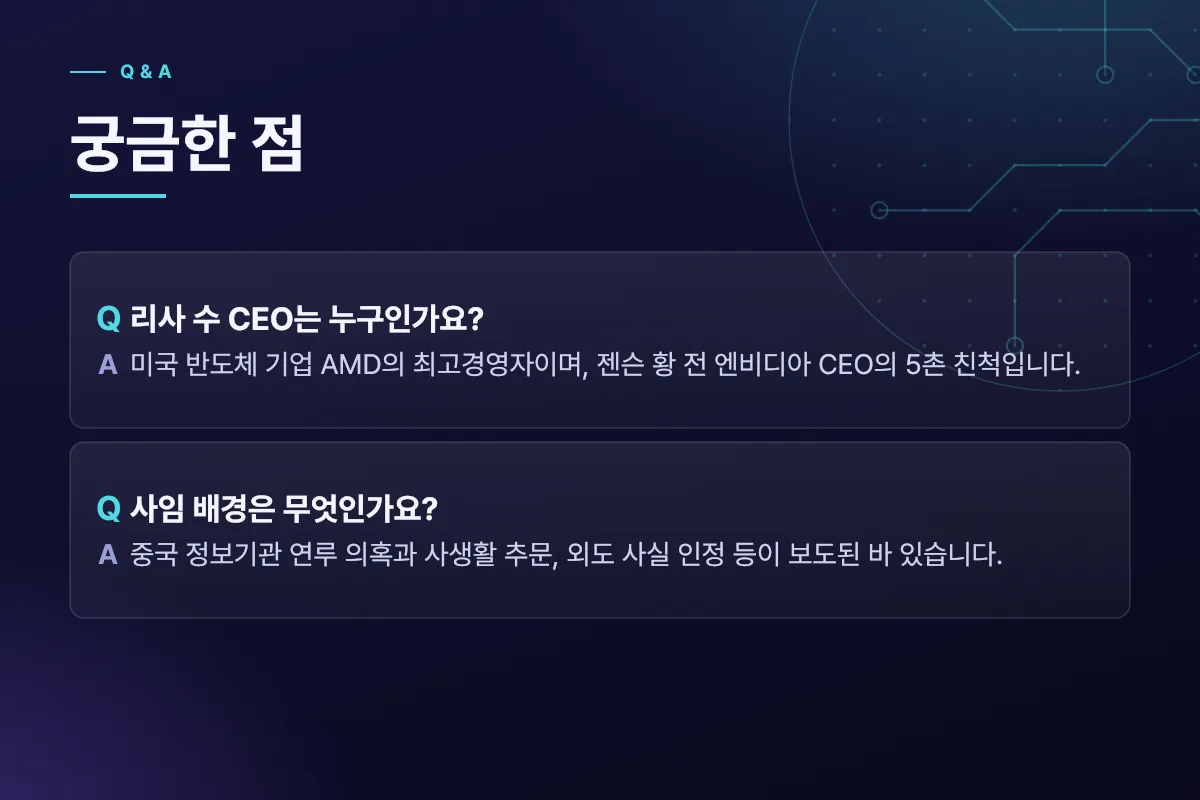 Q & A
궁금한 점
Q 리사 수 CEO는 누구인가요?
A 미국 반도체 기업 AMD의 최고경영자이며, 젠슨 황 전 엔비디아 CEO의 5촌 친척입니다.
Q 사임 배경은 무엇인가요?
A 중국 정보기관 연루 의혹과 사생활 추문, 외도 사실 인정 등이 보도된 바 있습니다.